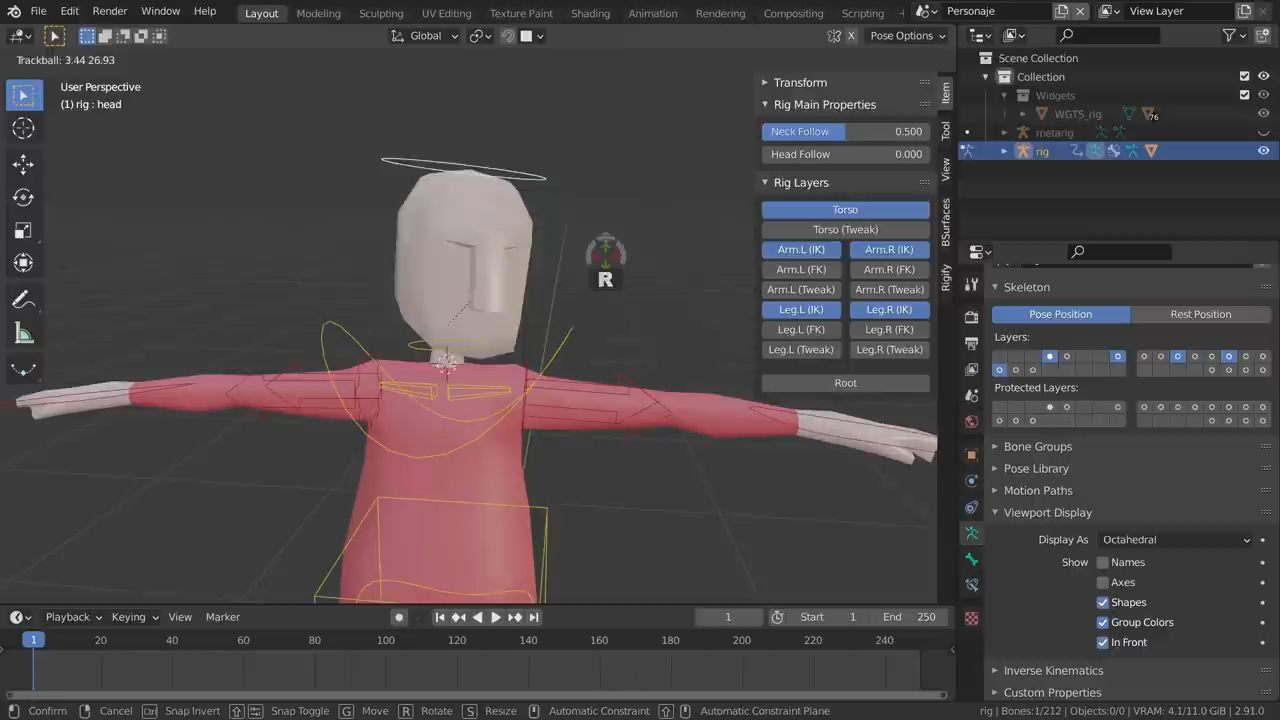 File Edit Render Window Help Layout Modeling Sculpting UV Editing Texture Paint Shading Animation Rendering Compositing Scripting Personaje View Layer
Global X Pose Options
Trackball: 3.44 26.93
User Perspective
(1) rig : head
R
Transform
Rig Main Properties
Neck Follow 0.500
Head Follow 0.000
Rig Layers
Torso
Torso (Tweak)
Arm.L (IK) Arm.R (IK)
Arm.L (FK) Arm.R (FK)
Arm.L (Tweak) Arm.R (Tweak)
Leg.L (IK) Leg.R (IK)
Leg.L (FK) Leg.R (FK)
Leg.L (Tweak) Leg.R (Tweak)
Root
Item
Tool
View
BSurfaces
Rigify
Scene Collection
Collection
Widgets
WGTS_rig 76
metarig
rig
Skeleton
Pose Position Rest Position
Layers:
Protected Layers:
Bone Groups
Pose Library
Motion Paths
Viewport Display
Display As Octahedral
Show Names
Axes
Shapes
Group Colors
In Front
Inverse Kinematics
Custom Properties
Playback Keying View Marker 1 Start 1 End 250
1 20 40 60 80 100 120 140 160 180 200 220 240
Confirm Cancel Ctrl Snap Invert Snap Toggle G Move R Rotate S Resize Automatic Constraint Automatic Constraint Plane rig | Bones:1/212 | Objects:0/0 | VRAM: 4.1/11.0 GiB | 2.91.0